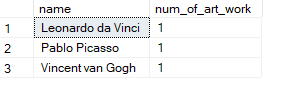 name num_of_art_work
1 Leonardo da Vinci 1
2 Pablo Picasso 1
3 Vincent van Gogh 1